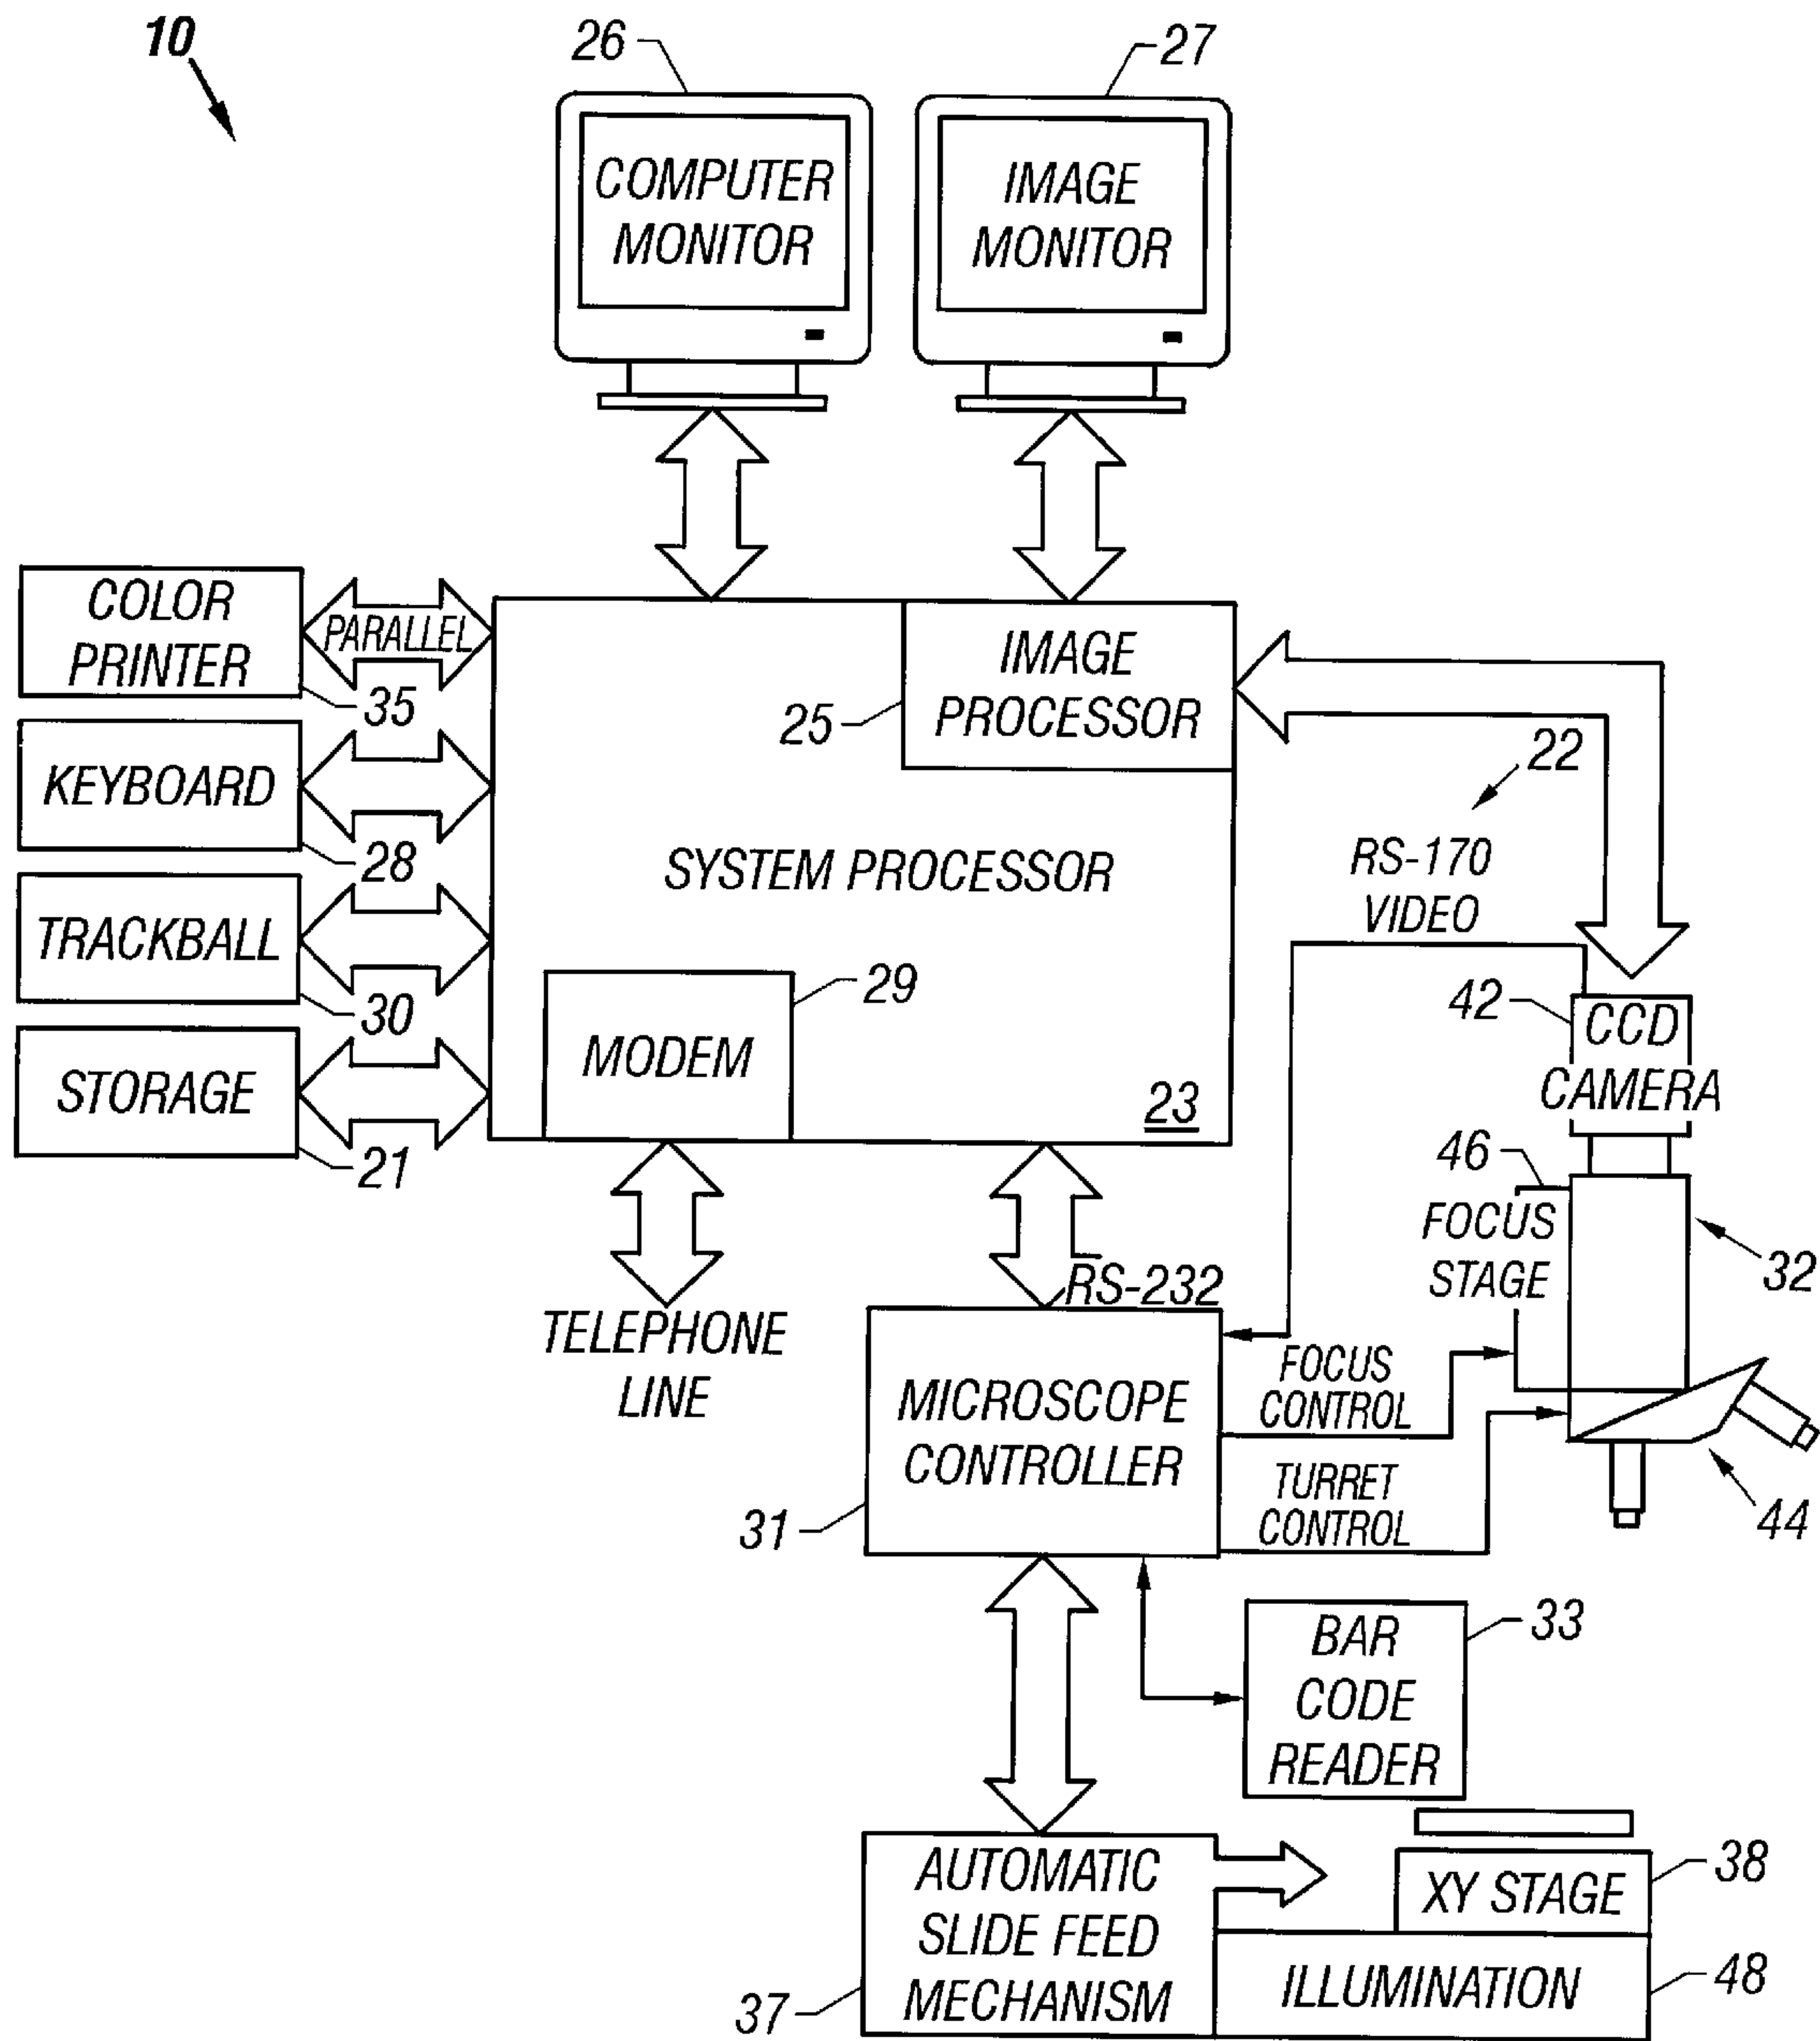 10
26
27
COMPUTER
MONITOR
IMAGE
MONITOR
COLOR
PRINTER
PARALLEL
35
IMAGE
PROCESSOR
25
22
KEYBOARD
28
SYSTEM PROCESSOR
RS-170
VIDEO
TRACKBALL
30
29
MODEM
23
42
CCD
CAMERA
STORAGE
21
46
FOCUS
STAGE
32
RS-232
TELEPHONE
LINE
MICROSCOPE
CONTROLLER
31
FOCUS
CONTROL
TURRET
CONTROL
44
BAR
CODE
READER
33
AUTOMATIC
SLIDE FEED
MECHANISM
37
XY STAGE
38
ILLUMINATION
48